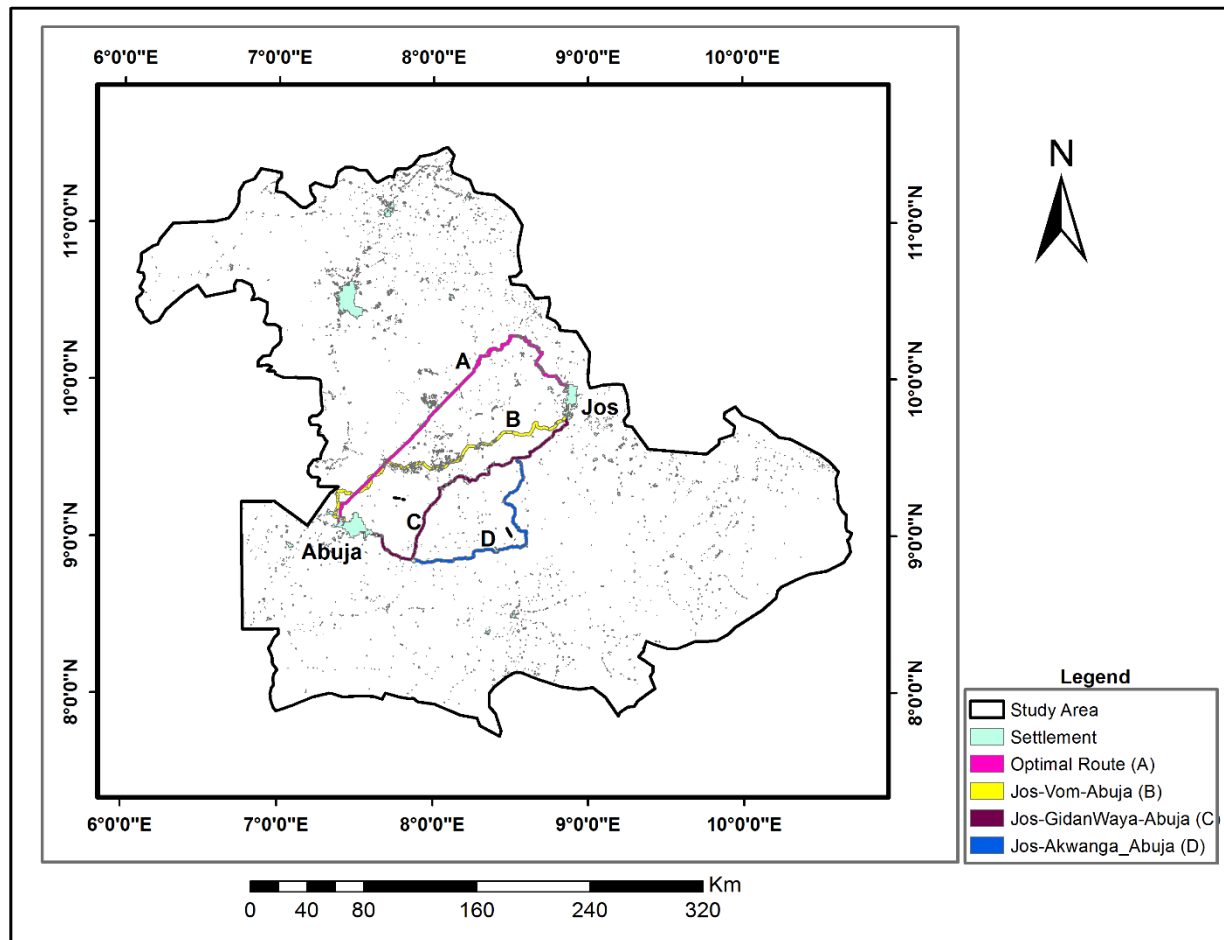 6°0'0"E 7°0'0"E 8°0'0"E 9°0'0"E 10°0'0"E
11°0'0"N 11°0'0"N
10°0'0"N 10°0'0"N
9°0'0"N 9°0'0"N
8°0'0"N 8°0'0"N
A
B
Jos
C
D
Abuja
6°0'0"E 7°0'0"E 8°0'0"E 9°0'0"E 10°0'0"E
N
Legend
Study Area
Settlement
Optimal Route (A)
Jos-Vom-Abuja (B)
Jos-GidanWaya-Abuja (C)
Jos-Akwanga_Abuja (D)
Km
0 40 80 160 240 320